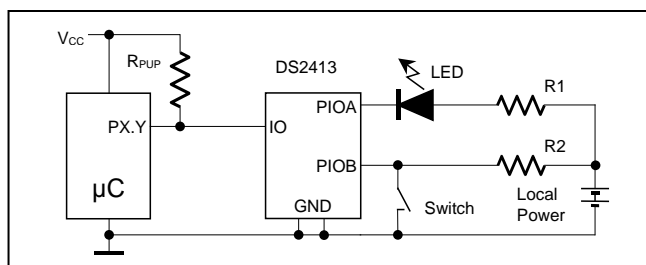 VCC
RPUP
DS2413
LED
R1
PX.Y
IO
PIOA
PIOB
R2
µC
GND
Switch
Local
Power